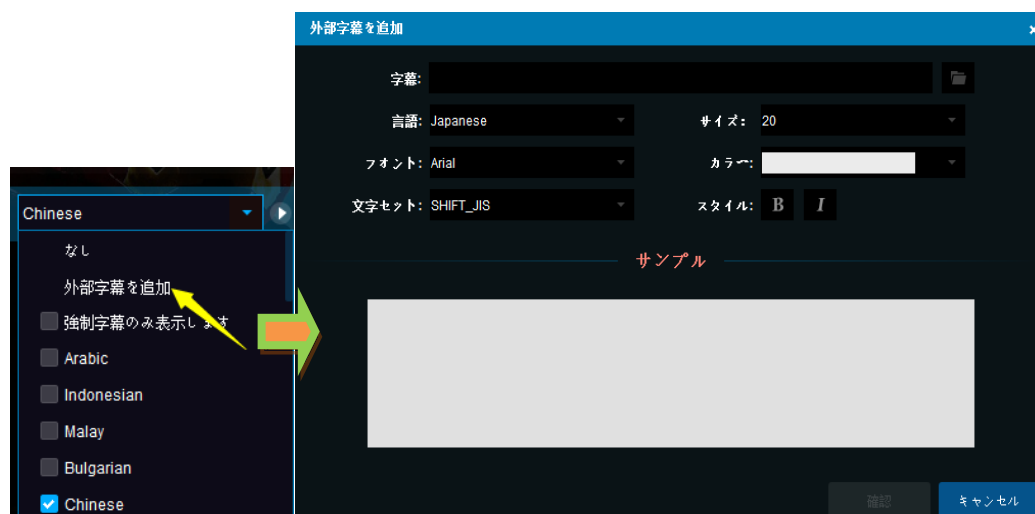 Chinese
なし
外部字幕を追加
強制字幕のみ表示します
Arabic
Indonesian
Malay
Bulgarian
Chinese
外部字幕を追加
字幕:
言語: Japanese サイズ: 20
フォント: Arial カラー:
文字セット: SHIFT_JIS スタイル: B I
サンプル
確認 キャンセル